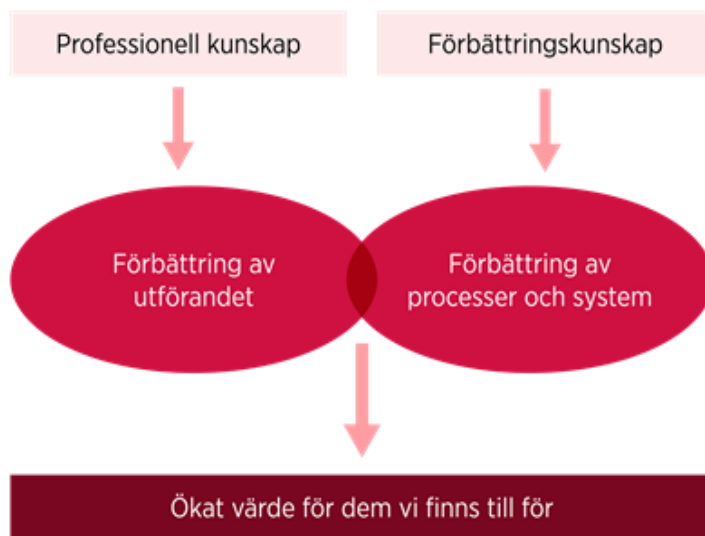 Professionell kunskap
Förbättringskunskap
Förbättring av
utförandet
Förbättring av
processer och system
Ökat värde för dem vi finns till för